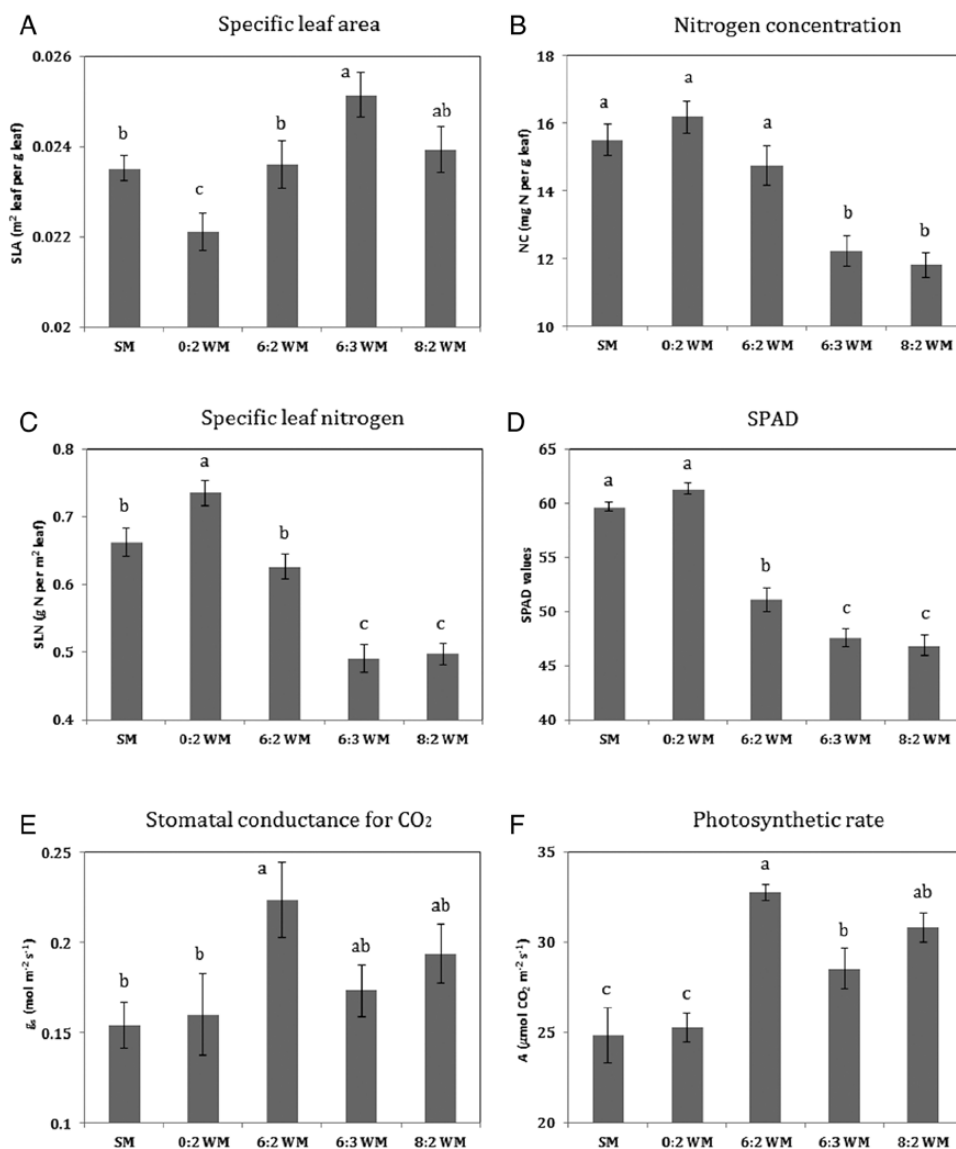 A
Specific leaf area
SLA (m² leaf per g leaf)
0.026
0.024
0.022
0.02
b
c
b
a
ab
SM
0:2 WM
6:2 WM
6:3 WM
8:2 WM
B
Nitrogen concentration
NC (mg N per g leaf)
18
16
14
12
10
a
a
a
b
b
SM
0:2 WM
6:2 WM
6:3 WM
8:2 WM
C
Specific leaf nitrogen
SLN (g N per m² leaf)
0.8
0.7
0.6
0.5
0.4
b
a
b
c
c
SM
0:2 WM
6:2 WM
6:3 WM
8:2 WM
D
SPAD
SPAD values
65
60
55
50
45
40
a
a
b
c
c
SM
0:2 WM
6:2 WM
6:3 WM
8:2 WM
E
Stomatal conductance for CO₂
gₛ (mol m⁻² s⁻¹)
0.25
0.2
0.15
0.1
b
b
a
ab
ab
SM
0:2 WM
6:2 WM
6:3 WM
8:2 WM
F
Photosynthetic rate
A (μmol CO₂ m⁻² s⁻¹)
35
30
25
20
c
c
a
b
ab
SM
0:2 WM
6:2 WM
6:3 WM
8:2 WM